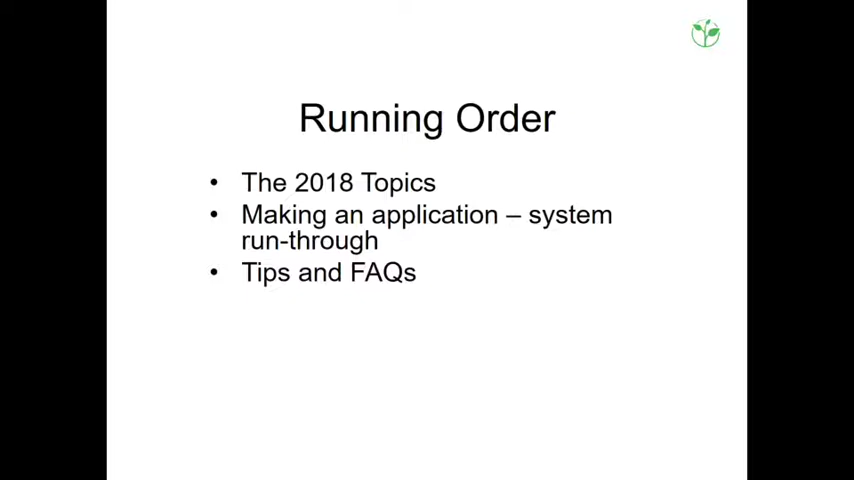 Running Order
• The 2018 Topics
• Making an application – system
run-through
• Tips and FAQs